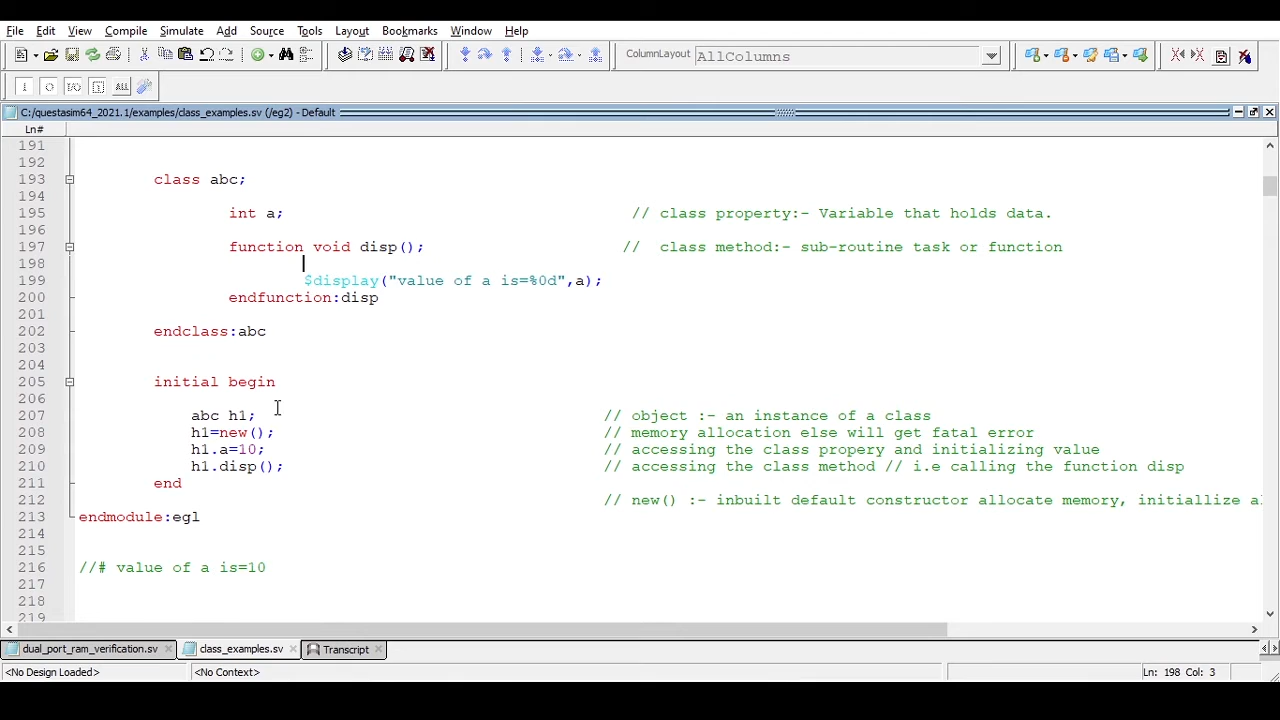 File Edit View Compile Simulate Add Source Tools Layout Bookmarks Window Help
ColumnLayout AllColumns
C:/questasim64_2021.1/examples/class_examples.sv (/eg2) - Default
Ln#
191
192
193 class abc;
194
195 int a; // class property:- Variable that holds data.
196
197 function void disp(); // class method:- sub-routine task or function
198
199 $display("value of a is=%0d",a);
200 endfunction:disp
201
202 endclass:abc
203
204
205 initial begin
206
207 abc h1; // object :- an instance of a class
208 h1=new(); // memory allocation else will get fatal error
209 h1.a=10; // accessing the class propery and initializing value
210 h1.disp(); // accessing the class method // i.e calling the function disp
211 end
212 // new() :- inbuilt default constructor allocate memory, initiallize al
213 endmodule:eg1
214
215
216 //# value of a is=10
217
218
219
dual_port_ram_verification.sv class_examples.sv Transcript
<No Design Loaded> <No Context> Ln: 198 Col: 3